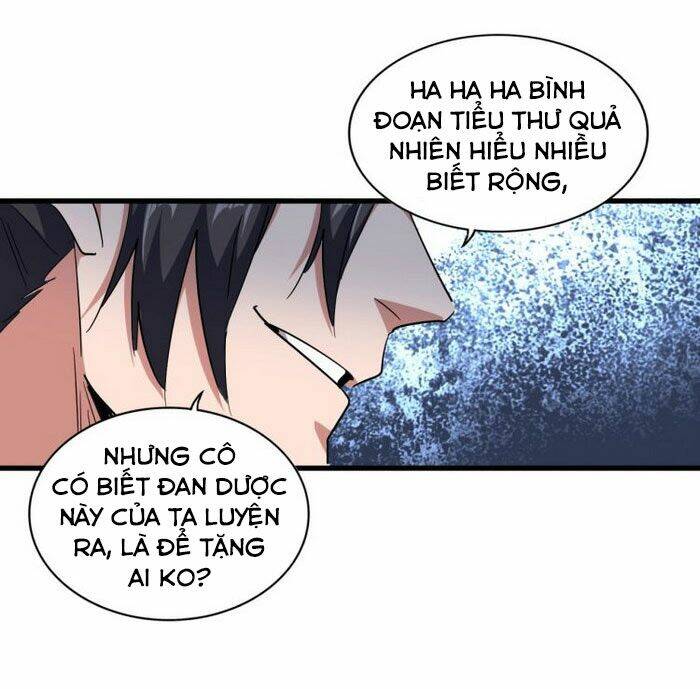 HA HA HA BÌNH
ĐOẠN TIỂU THƯ QUẢ
NHIÊN HIỂU NHIỀU
BIẾT RỘNG,
NHƯNG CÔ
CÓ BIẾT ĐAN DƯỢC
NÀY CỦA TA LUYỆN
RA, LÀ ĐỂ TẶNG
AI KO?